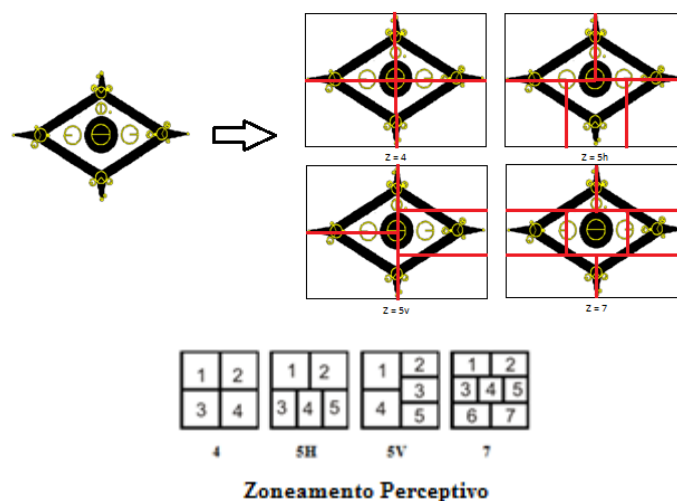 Z = 4
Z = 5h
Z = 5v
Z = 7
1 2
3 4
1 2
3 4 5
1 2
3
4
5
1 2
3 4 5
6 7
4 5H 5V 7
Zoneamento Perceptivo